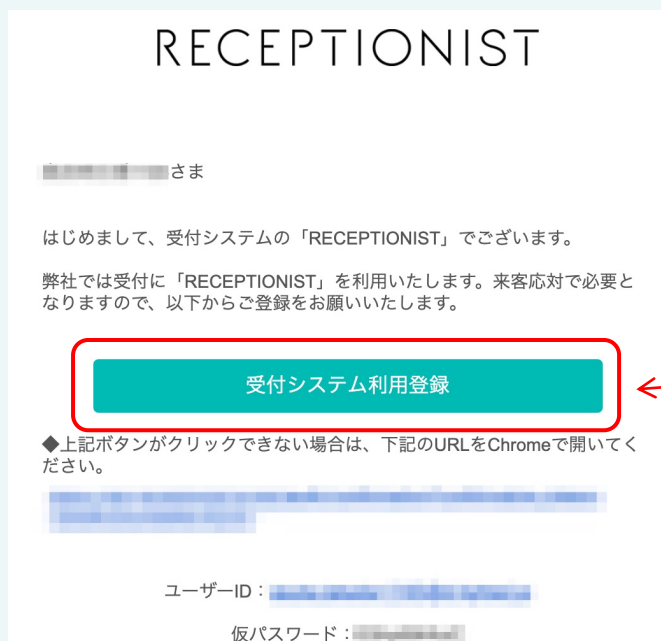 RECEPTIONIST
さま
はじめまして、受付システムの「RECEPTIONIST」でございます。
弊社では受付に「RECEPTIONIST」を利用いたします。来客応対で必要と
なりますので、以下からご登録をお願いいたします。
受付システム利用登録
◆上記ボタンがクリックできない場合は、下記のURLをChromeで開いてく
ださい。
ユーザーID：
仮パスワード：